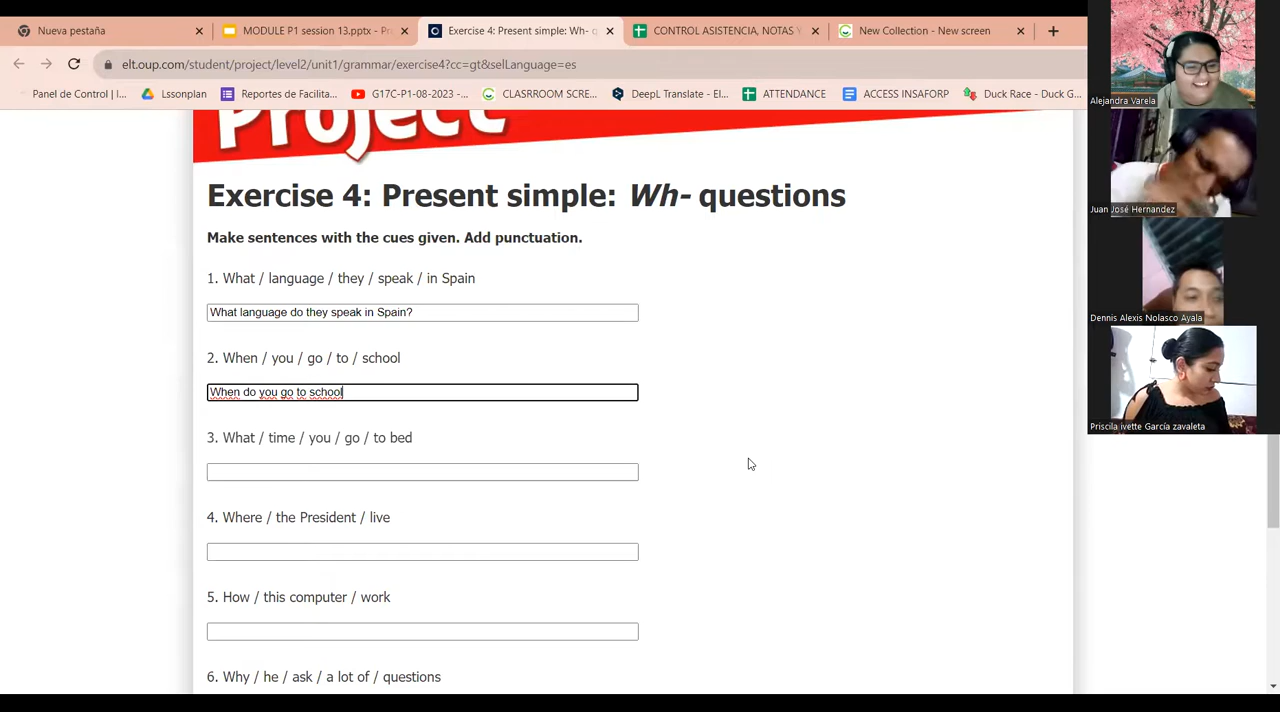 Nueva pestaña
MODULE P1 session 13.pptx - Pr
Exercise 4: Present simple: Wh- q
CONTROL ASISTENCIA, NOTAS Y
New Collection - New screen
elt.oup.com/student/project/level2/unit1/grammar/exercise4?cc=gt&selLanguage=es
Panel de Control | I...
Lssonplan
Reportes de Facilita...
G17C-P1-08-2023 -...
CLASSROOM SCRE...
DeepL Translate - El...
ATTENDANCE
ACCESS INSAFORP
Duck Race - Duck G...
Project
Exercise 4: Present simple: Wh- questions
Make sentences with the cues given. Add punctuation.
1. What / language / they / speak / in Spain
What language do they speak in Spain?
2. When / you / go / to / school
When do you go to school
3. What / time / you / go / to bed
4. Where / the President / live
5. How / this computer / work
6. Why / he / ask / a lot of / questions
Alejandra Varela
Juan José Hernandez
Dennis Alexis Nolasco Ayala
Priscila ivette García zavaleta